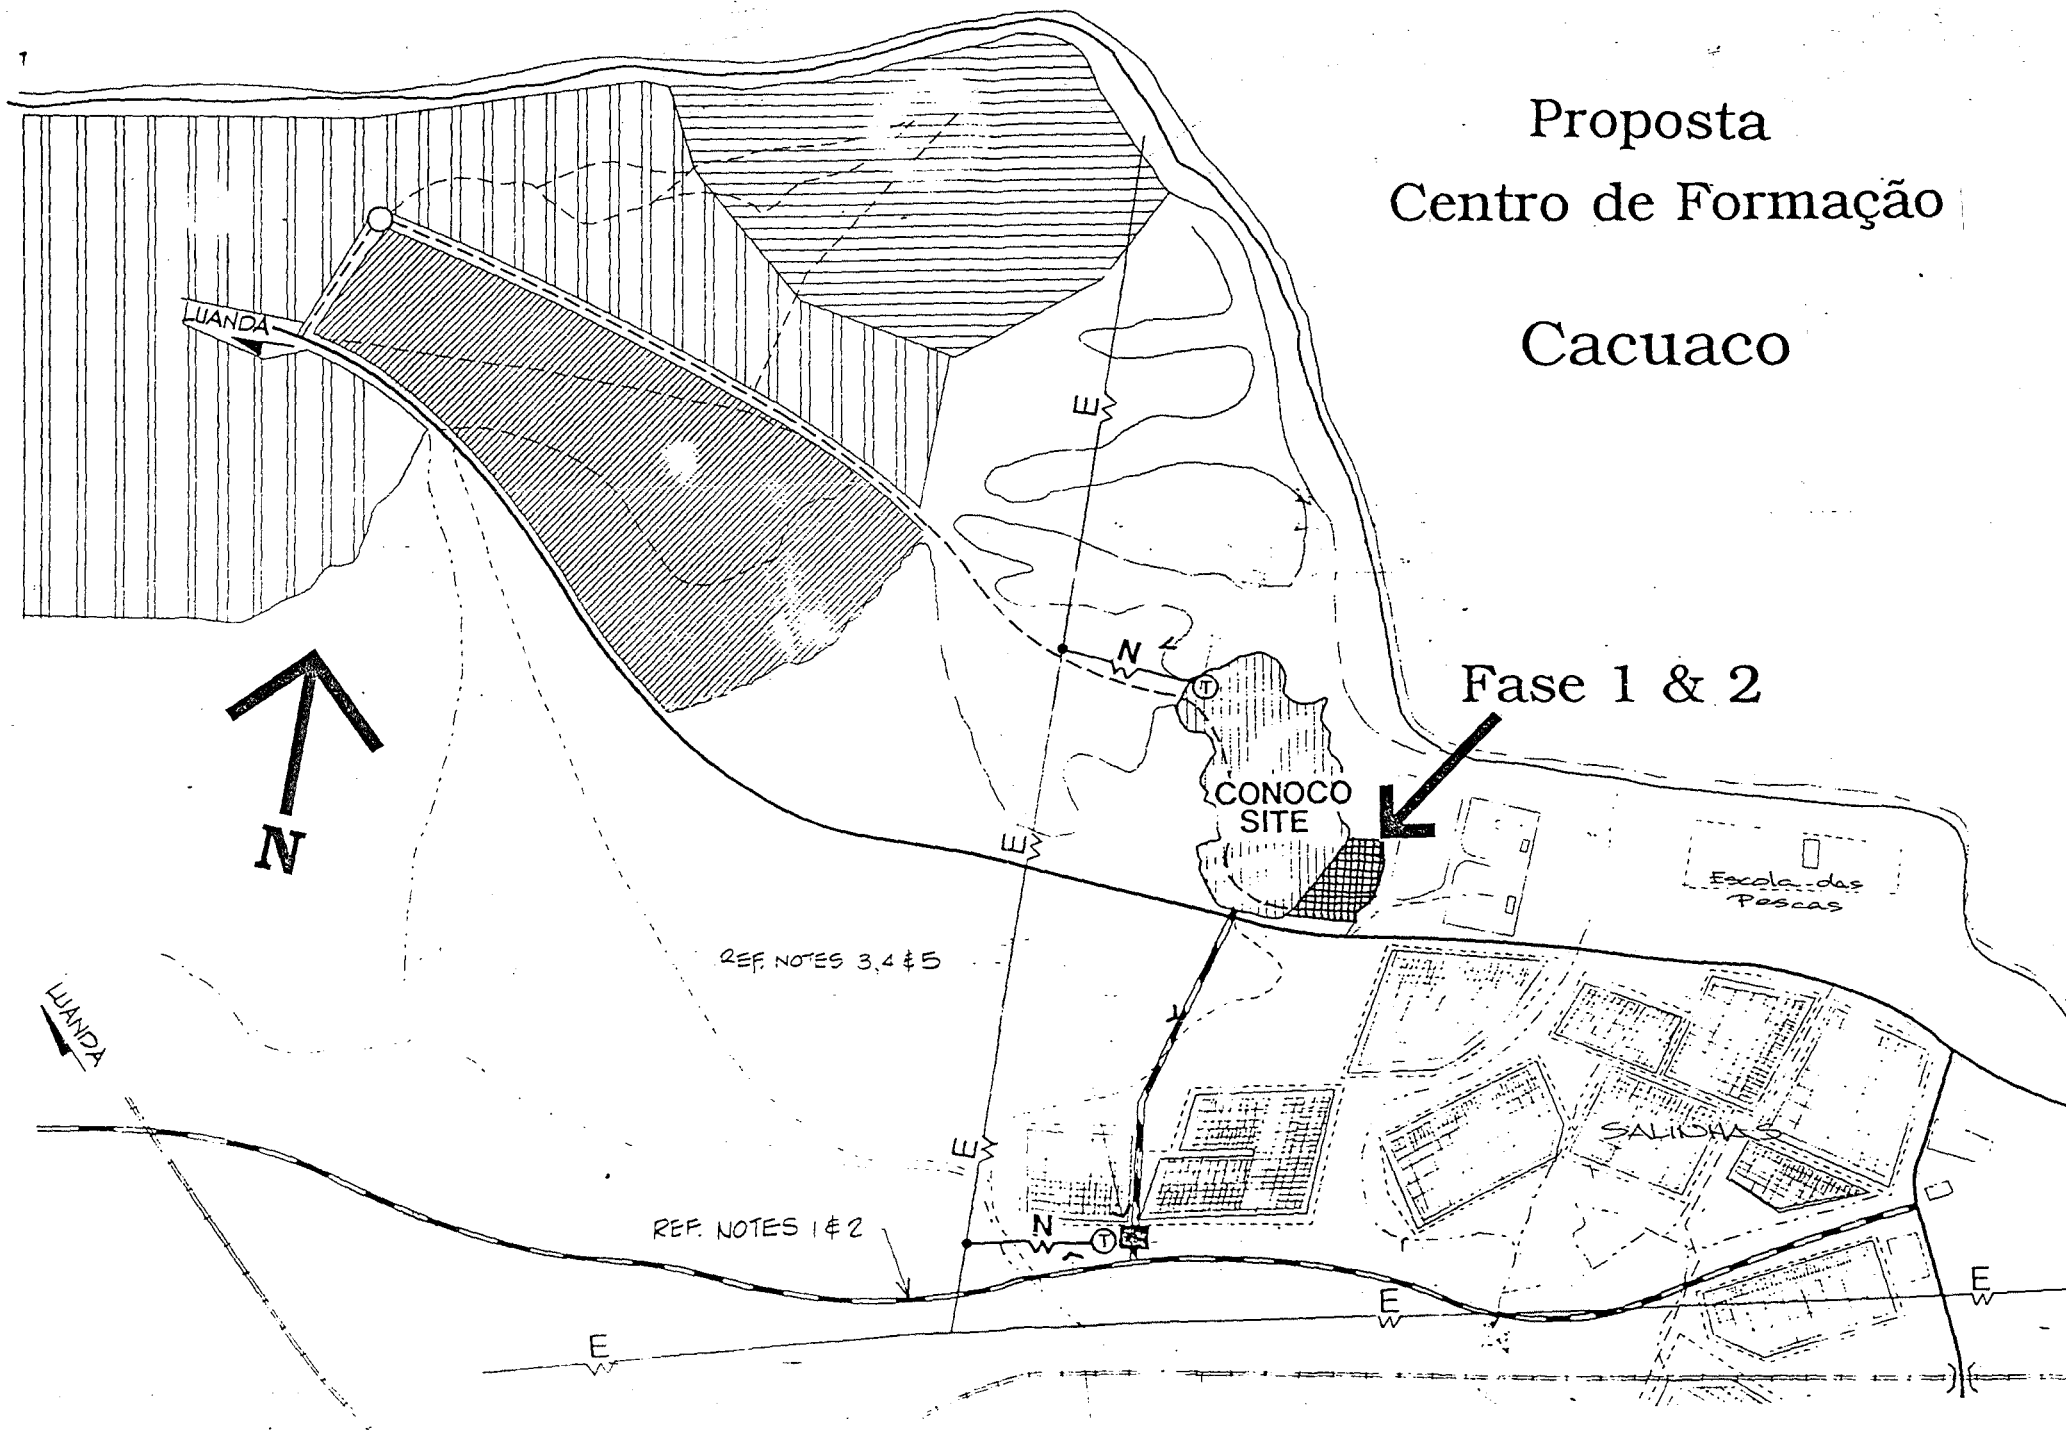 Proposta
Centro de Formação
Cacuaco
LUANDA
E
N
T
Fase 1 & 2
CONOCO
SITE
N
E
Escola das
Pescas
REF. NOTES 3,4 & 5
LUANDA
SALINHAS
E
REF. NOTES 1 & 2
N
T
E
E
E